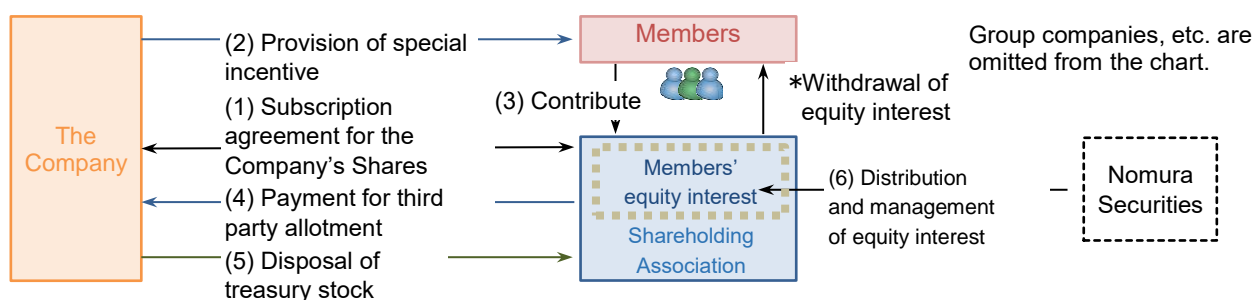 The
Company
(2) Provision of special
incentive
(1) Subscription
agreement for the
Company’s Shares
(4) Payment for third
party allotment
(5) Disposal of
treasury stock
Members
(3) Contribute
*Withdrawal of
equity interest
Members’
equity interest
Shareholding
Association
(6) Distribution
and management
of equity interest
Group companies, etc. are
omitted from the chart.
Nomura
Securities